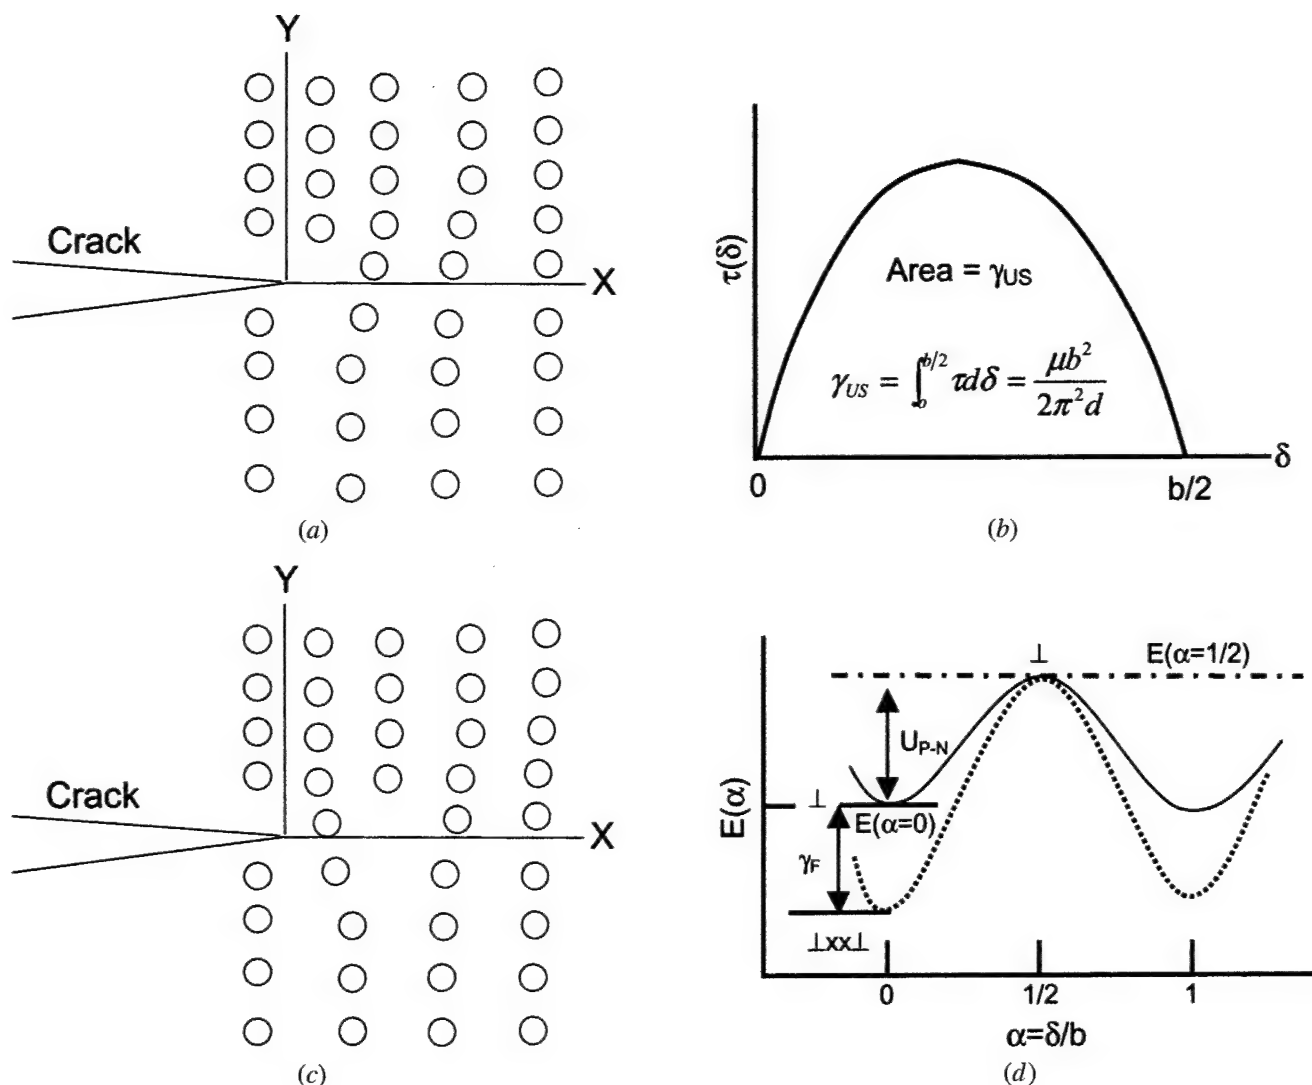 Y
Crack
X
(a)
τ(δ)
Area = γUS
γUS = ∫₀^{b/2} τdδ = μb² / 2π²d
0
b/2
δ
(b)
Y
Crack
X
(c)
E(α)
⊥
E(α=1/2)
UP-N
⊥
E(α=0)
γF
⊥xx⊥
0
1/2
1
α=δ/b
(d)